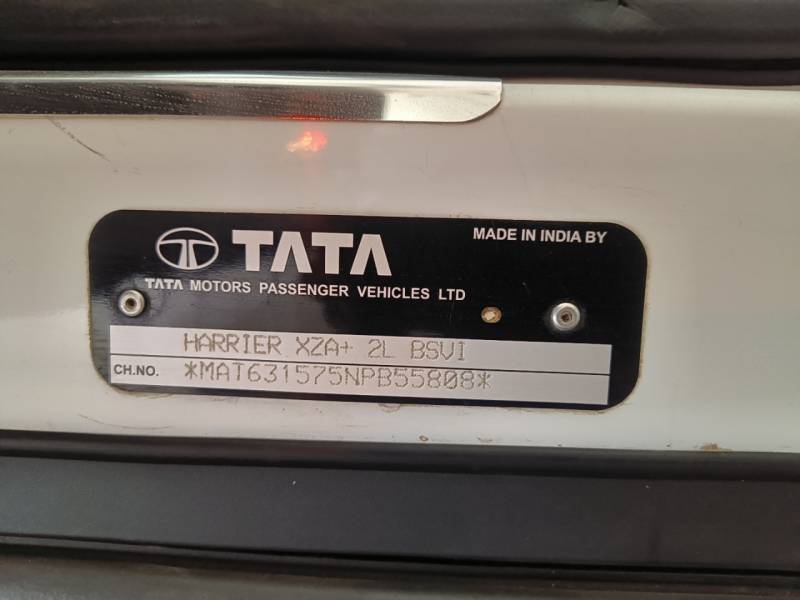 TATA
MADE IN INDIA BY
TATA MOTORS PASSENGER VEHICLES LTD
HARRIER XZA+ 2L BSVI
CH.NO. *MAT631575NPB55808*